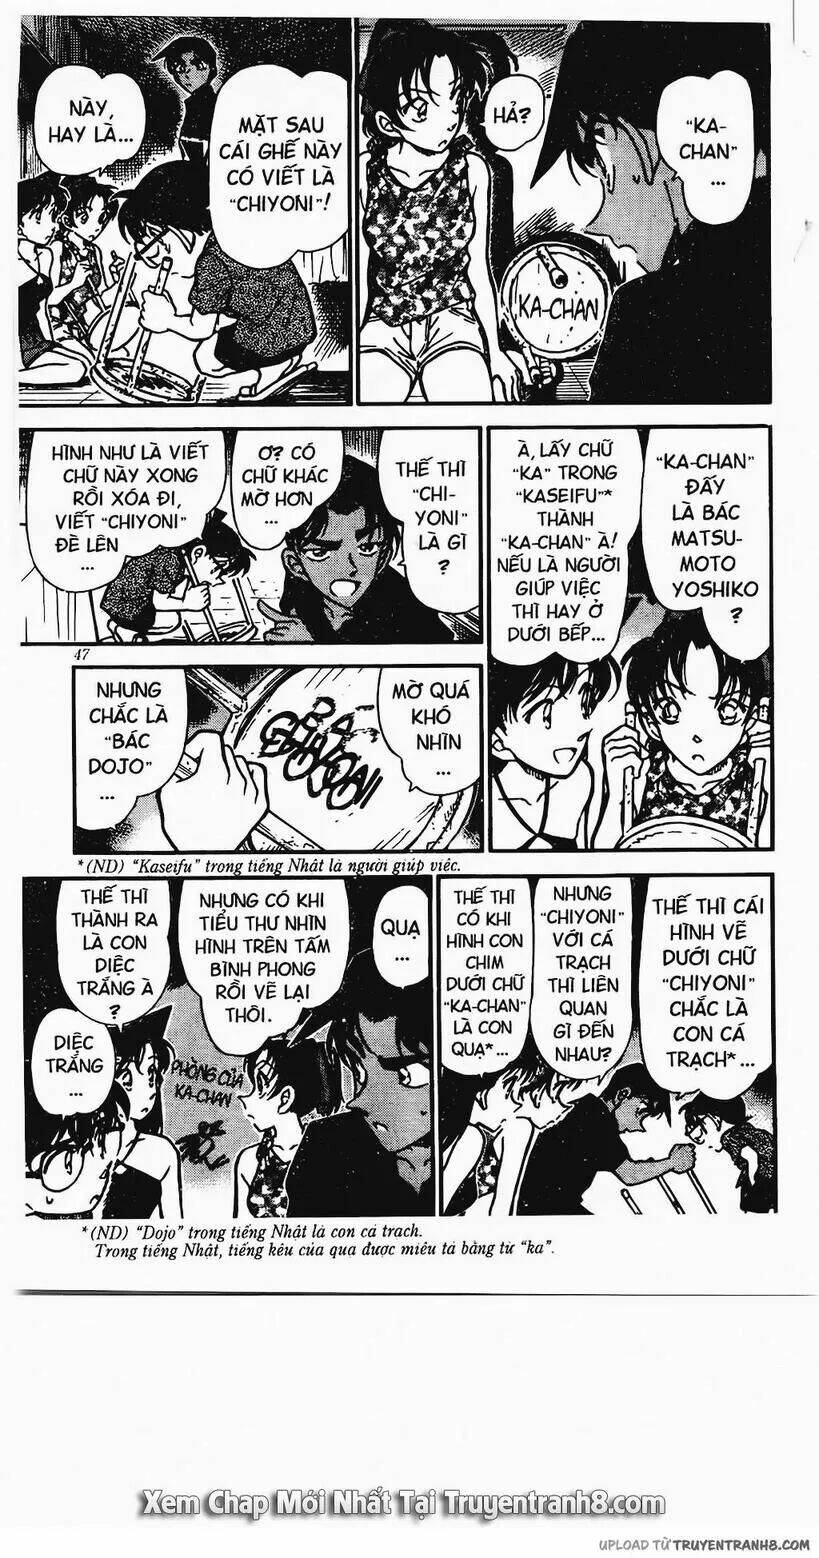 "KA-
CHAN"
...
HẢ?
KA-CHAN
MẶT SAU
CÁI GHẾ NÀY
CÓ VIẾT LÀ
"CHIYONI"!
NÀY,
HAY LÀ...
"KA-CHAN"
ĐẤY
LÀ BÁC
MATSU-
MOTO
YOSHIKO
?
À, LẤY CHỮ
"KA" TRONG
"KASEIFU"*
THÀNH
"KA-CHAN" À!
NẾU LÀ NGƯỜI
GIÚP VIỆC
THÌ HAY Ở
DƯỚI BẾP...
THẾ THÌ
"CHI-
YONI"
LÀ GÌ
?
Ơ? CÓ
CHỮ KHÁC
MỜ HƠN
...
HÌNH NHƯ LÀ VIẾT
CHỮ NÀY XONG
RỒI XÓA ĐI,
VIẾT "CHIYONI"
ĐÈ LÊN
...
47
MỜ QUÁ
KHÓ
NHÌN
...
NHƯNG
CHẮC LÀ
"BÁC
DOJO"
...
*(ND) "Kaseifu" trong tiếng Nhật là người giúp việc.
THẾ THÌ CÁI
HÌNH VẼ
DƯỚI CHỮ
"CHIYONI"
CHẮC LÀ
CON CÁ
TRẠCH*...
NHƯNG
"CHIYONI"
VỚI CÁ
TRẠCH
THÌ LIÊN
QUAN
GÌ ĐẾN
NHAU?
THẾ THÌ
CÓ KHI
HÌNH CON
CHIM
DƯỚI CHỮ
"KA-CHAN"
LÀ CON
QUẠ*...
QUẠ
...
NHƯNG CÓ KHI
TIỂU THƯ NHÌN
HÌNH TRÊN TẤM
BÌNH PHONG
RỒI VẼ LẠI
THÔI.
THẾ THÌ
THÀNH RA
LÀ CON
DIỆC
TRẮNG À
?
PHÒNG CỦA
KA-CHAN
DIỆC
TRẮNG
...
*(ND) "Dojo" trong tiếng Nhật là con cá trạch.
Trong tiếng Nhật, tiếng kêu của quạ được miêu tả bằng từ "ka".
Xem Chap Mới Nhất Tại Truyentranh8.com
UPLOAD TỪ TRUYENTRANH8.COM